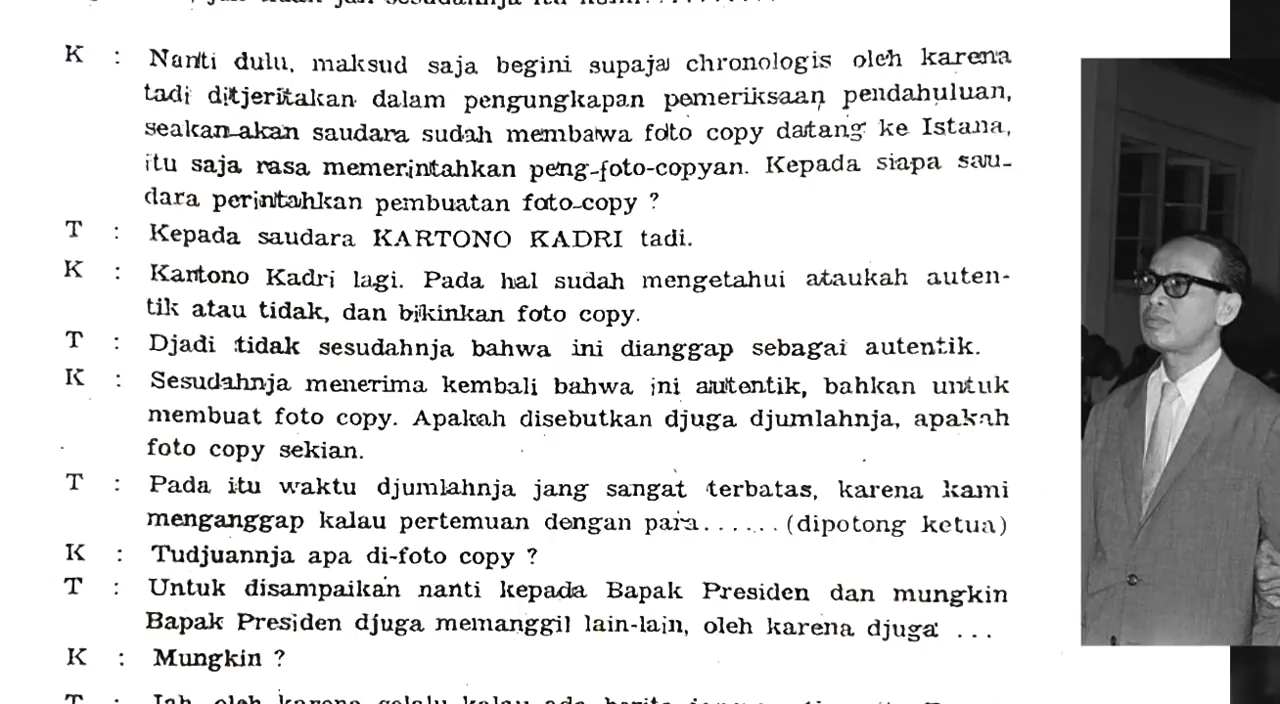 K : Nanti dulu, maksud saja begini supaja chronologis oleh karena
tadi ditjeritakan dalam pengungkapan pemeriksaan pendahuluan,
seakan-akan saudara sudah membawa foto copy datang ke Istana,
itu saja rasa memerintahkan peng-foto-copyan. Kepada siapa sau-
dara perintahkan pembuatan foto-copy ?
T : Kepada saudara KARTONO KADRI tadi.
K : Kartono Kadri lagi. Pada hal sudah mengetahui ataukah auten-
tik atau tidak, dan bikinkan foto copy.
T : Djadi tidak sesudahnja bahwa ini dianggap sebagai autentik.
K : Sesudahnja menerima kembali bahwa ini autentik, bahkan untuk
membuat foto copy. Apakah disebutkan djuga djumlahnja, apakah
foto copy sekian.
T : Pada itu waktu djumlahnja jang sangat terbatas, karena kami
menganggap kalau pertemuan dengan para...... (dipotong ketua)
K : Tudjuannja apa di-foto copy ?
T : Untuk disampaikan nanti kepada Bapak Presiden dan mungkin
Bapak Presiden djuga memanggil lain-lain, oleh karena djuga ...
K : Mungkin ?